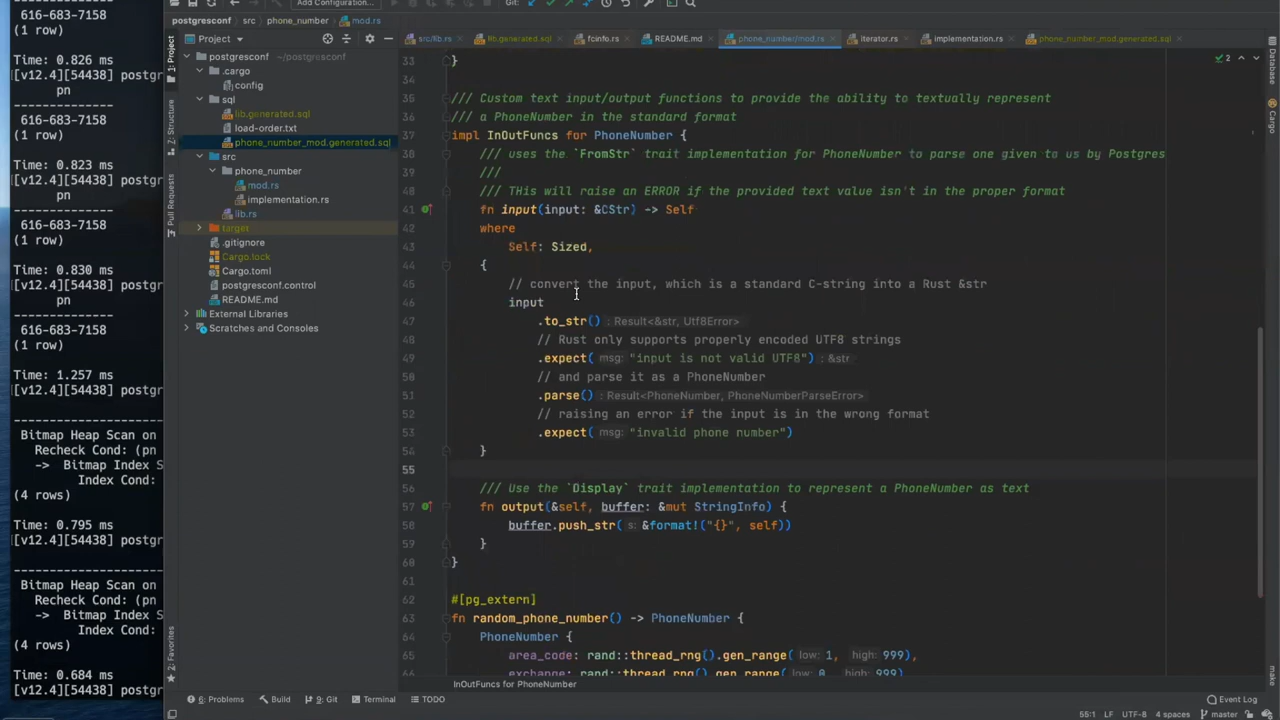 Add Configuration...
Git:
616-683-7158
(1 row)
Time: 0.826 ms
[v12.4][54438] postgr
pn
--------------
616-683-7158
(1 row)
Time: 0.823 ms
[v12.4][54438] postgr
pn
--------------
616-683-7158
(1 row)
Time: 0.830 ms
[v12.4][54438] postgr
pn
--------------
616-683-7158
(1 row)
Time: 1.257 ms
[v12.4][54438] postgr
Bitmap Heap Scan on
Recheck Cond: (pn
-> Bitmap Index S
Index Cond:
(4 rows)
Time: 0.795 ms
[v12.4][54438] postgr
Bitmap Heap Scan on
Recheck Cond: (pn
-> Bitmap Index S
Index Cond:
(4 rows)
Time: 0.684 ms
[v12.4][54438] postgr
postgresconf src phone_number mod.rs
1: Project
Z: Structure
Pull Requests
2: Favorites
Project
postgresconf ~/postgresconf
.cargo
config
sql
lib.generated.sql
load-order.txt
phone_number_mod.generated.sql
src
phone_number
mod.rs
implementation.rs
lib.rs
target
.gitignore
Cargo.lock
Cargo.toml
postgresconf.control
README.md
External Libraries
Scratches and Consoles
src/lib.rs lib.generated.sql fcinfo.rs README.md phone_number/mod.rs iterator.rs implementation.rs phone_number_mod.generated.sql
2
33 }
34
35 /// Custom text input/output functions to provide the ability to textually represent
36 /// a PhoneNumber in the standard format
37 impl InOutFuncs for PhoneNumber {
38 /// uses the `FromStr` trait implementation for PhoneNumber to parse one given to us by Postgres
39 ///
40 /// THis will raise an ERROR if the provided text value isn't in the proper format
41 fn input(input: &CStr) -> Self
42 where
43 Self: Sized,
44 {
45 // convert the input, which is a standard C-string into a Rust &str
46 input
47 .to_str() : Result<&str, Utf8Error>
48 // Rust only supports properly encoded UTF8 strings
49 .expect( msg: "input is not valid UTF8") : &str
50 // and parse it as a PhoneNumber
51 .parse() : Result<PhoneNumber, PhoneNumberParseError>
52 // raising an error if the input is in the wrong format
53 .expect( msg: "invalid phone number")
54 }
55
56 /// Use the `Display` trait implementation to represent a PhoneNumber as text
57 fn output(&self, buffer: &mut StringInfo) {
58 buffer.push_str( s: &format!("{}", self))
59 }
60 }
61
62 #[pg_extern]
63 fn random_phone_number() -> PhoneNumber {
64 PhoneNumber {
65 area_code: rand::thread_rng().gen_range( low: 1, high: 999),
66 exchange: rand::thread_rng().gen_range( low: 0, high: 999),
InOutFuncs for PhoneNumber
Database
Cargo
make
6: Problems Build 9: Git Terminal TODO Event Log
55:1 LF UTF-8 4 spaces master